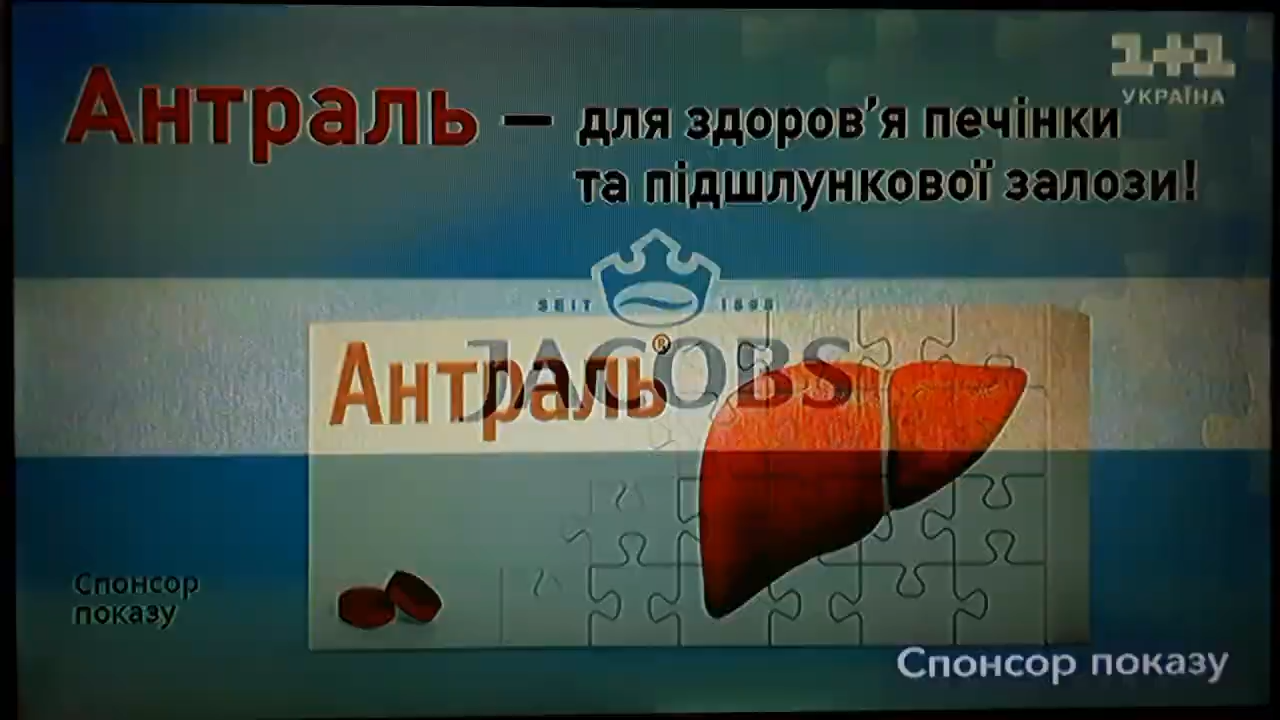 1+1
УКРАЇНА
Антраль — для здоров'я печінки
та підшлункової залози!
SEIT 1895
JACOBS
Антраль®
Спонсор
показу
Спонсор показу